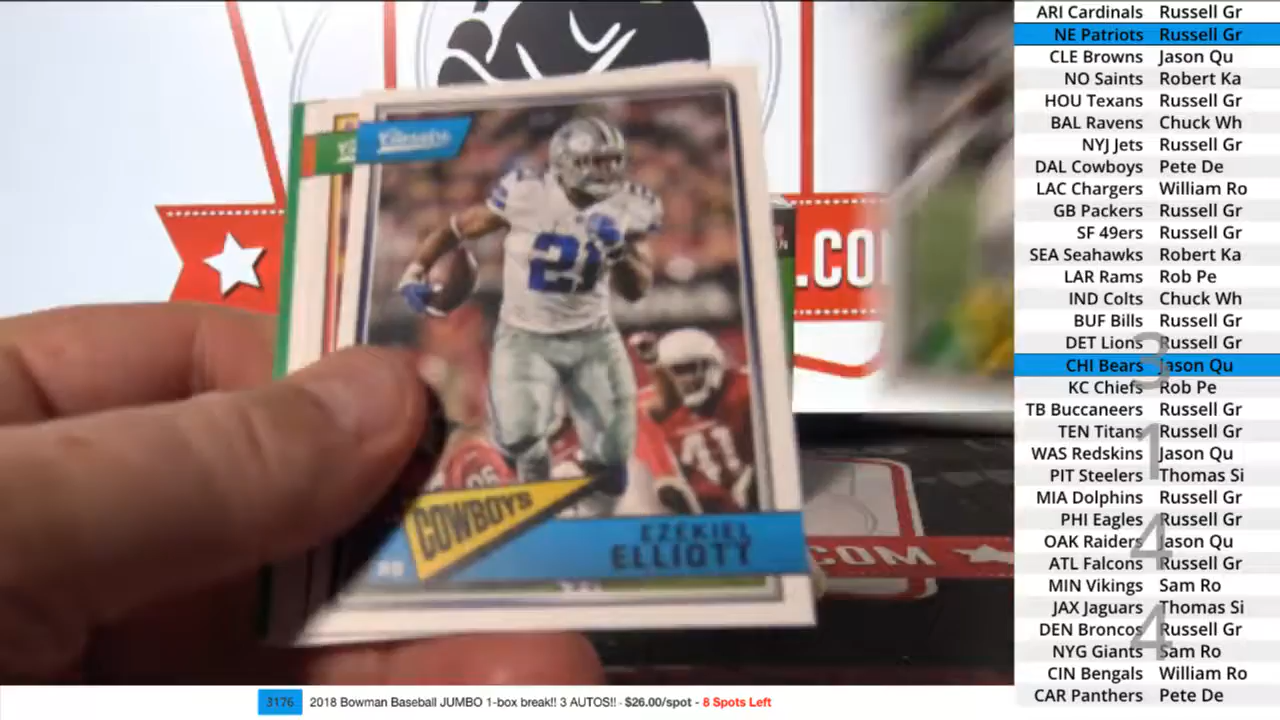 Classics
21
41
COWBOYS
EZEKIEL
ELLIOTT
RB
.COM
COM
ARI Cardinals Russell Gr
NE Patriots Russell Gr
CLE Browns Jason Qu
NO Saints Robert Ka
HOU Texans Russell Gr
BAL Ravens Chuck Wh
NYJ Jets Russell Gr
DAL Cowboys Pete De
LAC Chargers William Ro
GB Packers Russell Gr
SF 49ers Russell Gr
SEA Seahawks Robert Ka
LAR Rams Rob Pe
IND Colts Chuck Wh
BUF Bills Russell Gr
DET Lions Russell Gr
CHI Bears Jason Qu
KC Chiefs Rob Pe
TB Buccaneers Russell Gr
TEN Titans Russell Gr
WAS Redskins Jason Qu
PIT Steelers Thomas Si
MIA Dolphins Russell Gr
PHI Eagles Russell Gr
OAK Raiders Jason Qu
ATL Falcons Russell Gr
MIN Vikings Sam Ro
JAX Jaguars Thomas Si
DEN Broncos Russell Gr
NYG Giants Sam Ro
CIN Bengals William Ro
CAR Panthers Pete De
3
1
4
4
3176 2018 Bowman Baseball JUMBO 1-box break!! 3 AUTOS!! - $26.00/spot - 8 Spots Left